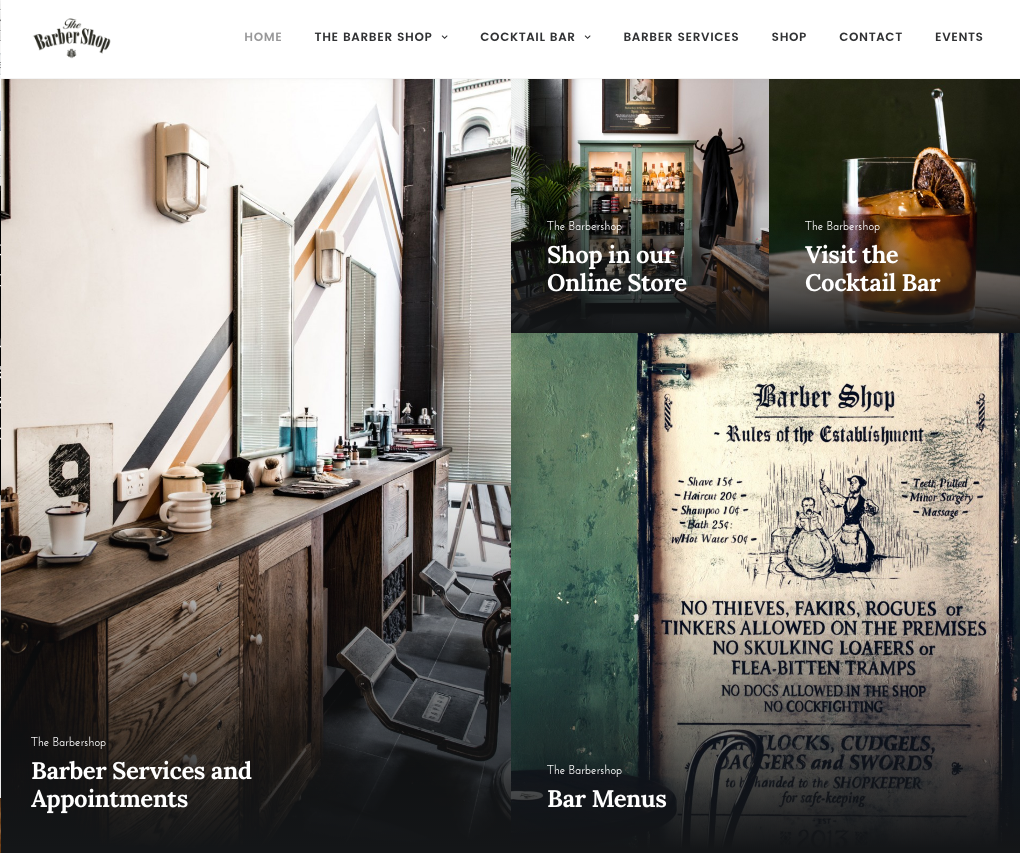 The
Barber Shop
HOME
THE BARBER SHOP
COCKTAIL BAR
BARBER SERVICES
SHOP
CONTACT
EVENTS
The Barbershop
Shop in our
Online Store
The Barbershop
Visit the
Cocktail Bar
9
The Barbershop
Barber Services and
Appointments
Barber Shop
- Rules of the Establishment -
- Shave 15¢ -
- Haircut 20¢ -
- Shampoo 10¢ -
- Bath 25¢:
w/Hot Water 50¢ -
- Teeth Pulled -
- Minor Surgery -
- Massage -
NO THIEVES, FAKIRS, ROGUES or
TINKERS ALLOWED ON THE PREMISES
NO SKULKING LOAFERS or
FLEA-BITTEN TRAMPS
NO DOGS ALLOWED IN THE SHOP
NO COCKFIGHTING
CUDGELS,
DAGGERS and SWORDS
to be handed to the SHOPKEEPER
for safe-keeping
2013
The Barbershop
Bar Menus